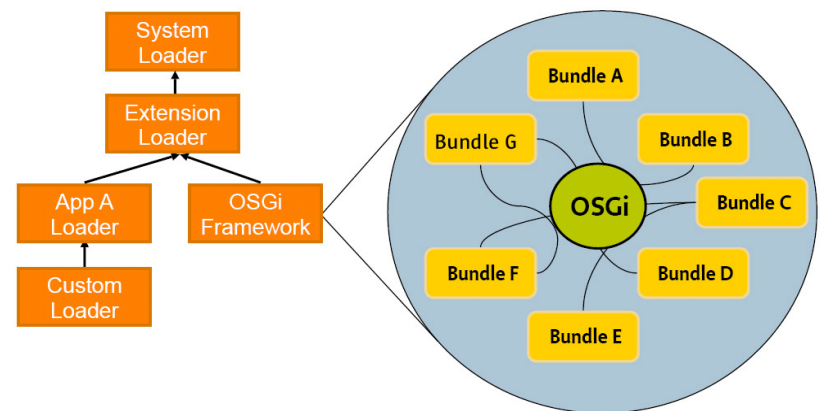 System
Loader
Extension
Loader
App A
Loader
OSGi
Framework
Custom
Loader
Bundle A
Bundle G
Bundle B
OSGi
Bundle C
Bundle F
Bundle D
Bundle E